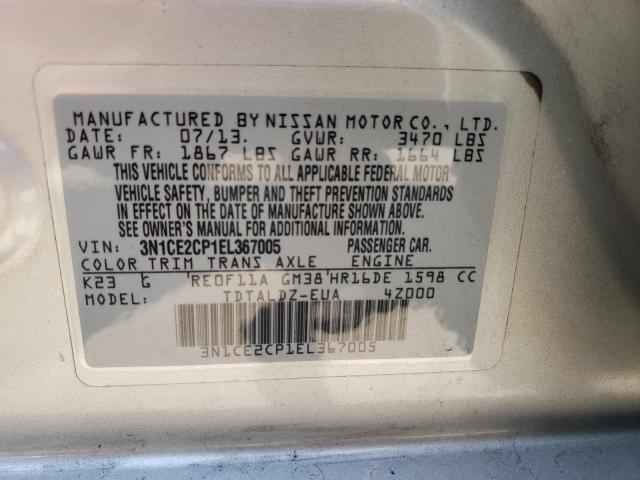 MANUFACTURED BY NISSAN MOTOR CO., LTD.
DATE: 07/13. GVWR: 3470 LBS
GAWR FR: 1867 LBS GAWR RR: 1664 LBS
THIS VEHICLE CONFORMS TO ALL APPLICABLE FEDERAL MOTOR
VEHICLE SAFETY, BUMPER AND THEFT PREVENTION STANDARDS
IN EFFECT ON THE DATE OF MANUFACTURE SHOWN ABOVE.
SEE OWNER'S MANUAL FOR ADDITIONAL INFORMATION.
VIN: 3N1CE2CP1EL367005 PASSENGER CAR.
COLOR TRIM TRANS AXLE ENGINE
K23 G RE0F11A GM38 HR16DE 1598 CC
MODEL: TDTALDZ-EUA 4Z000
3N1CE2CP1EL367005